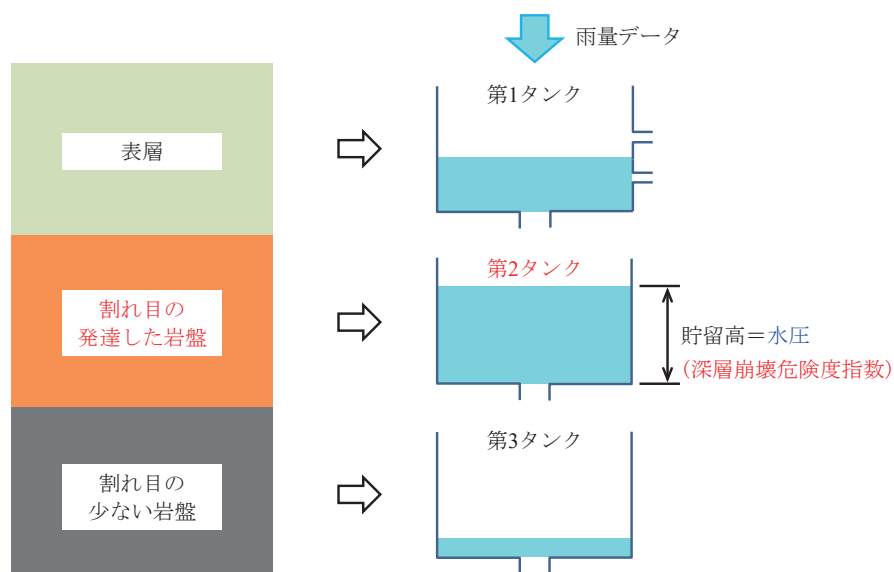 雨量データ
第1タンク
表層
第2タンク
割れ目の
発達した岩盤
貯留高＝水圧
（深層崩壊危険度指数）
第3タンク
割れ目の
少ない岩盤